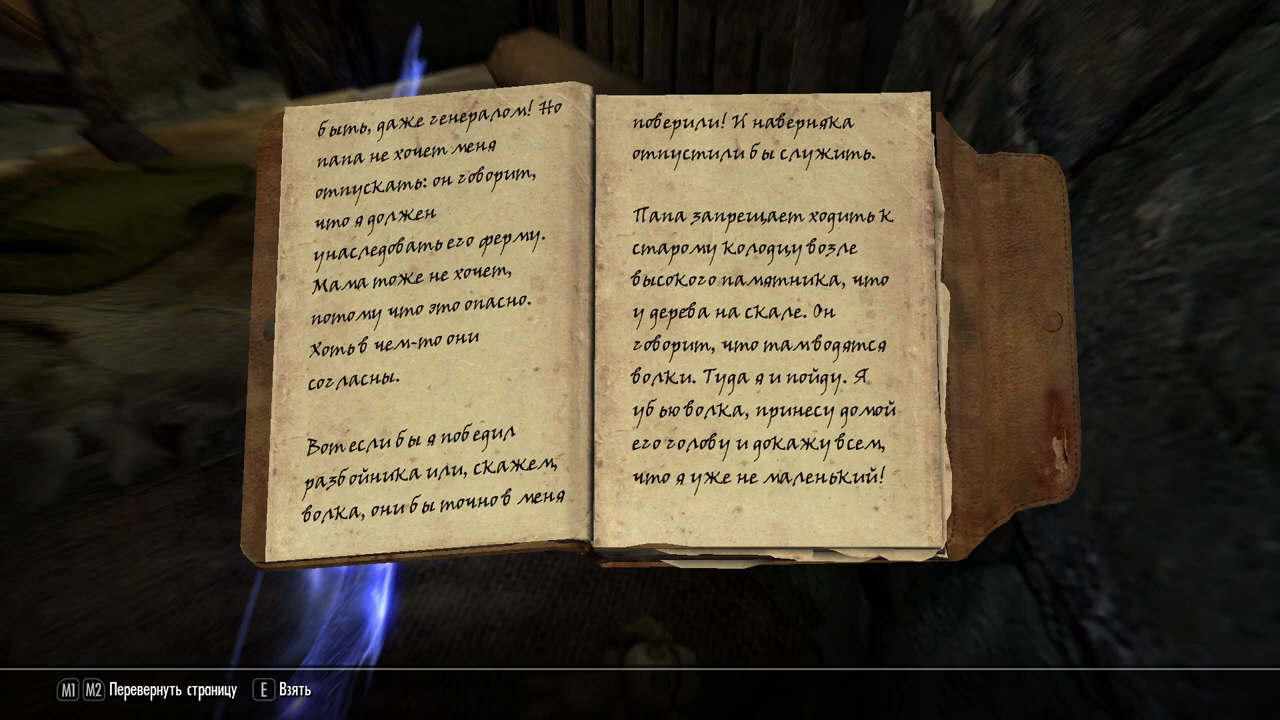 быть, даже генералом! Но
папа не хочет меня
отпускать: он говорит,
что я должен
унаследовать его ферму.
Мама тоже не хочет,
потому что это опасно.
Хоть в чем-то они
согласны.
Вот если бы я победил
разбойника или, скажем,
волка, они бы точно в меня
поверили! И наверняка
отпустили бы служить.
Папа запрещает ходить к
старому колодцу возле
высокого памятника, что
у дерева на скале. Он
говорит, что там водятся
волки. Туда я и пойду. Я
убью волка, принесу домой
его голову и докажу всем,
что я уже не маленький!
M1 M2 Перевернуть страницу E Взять